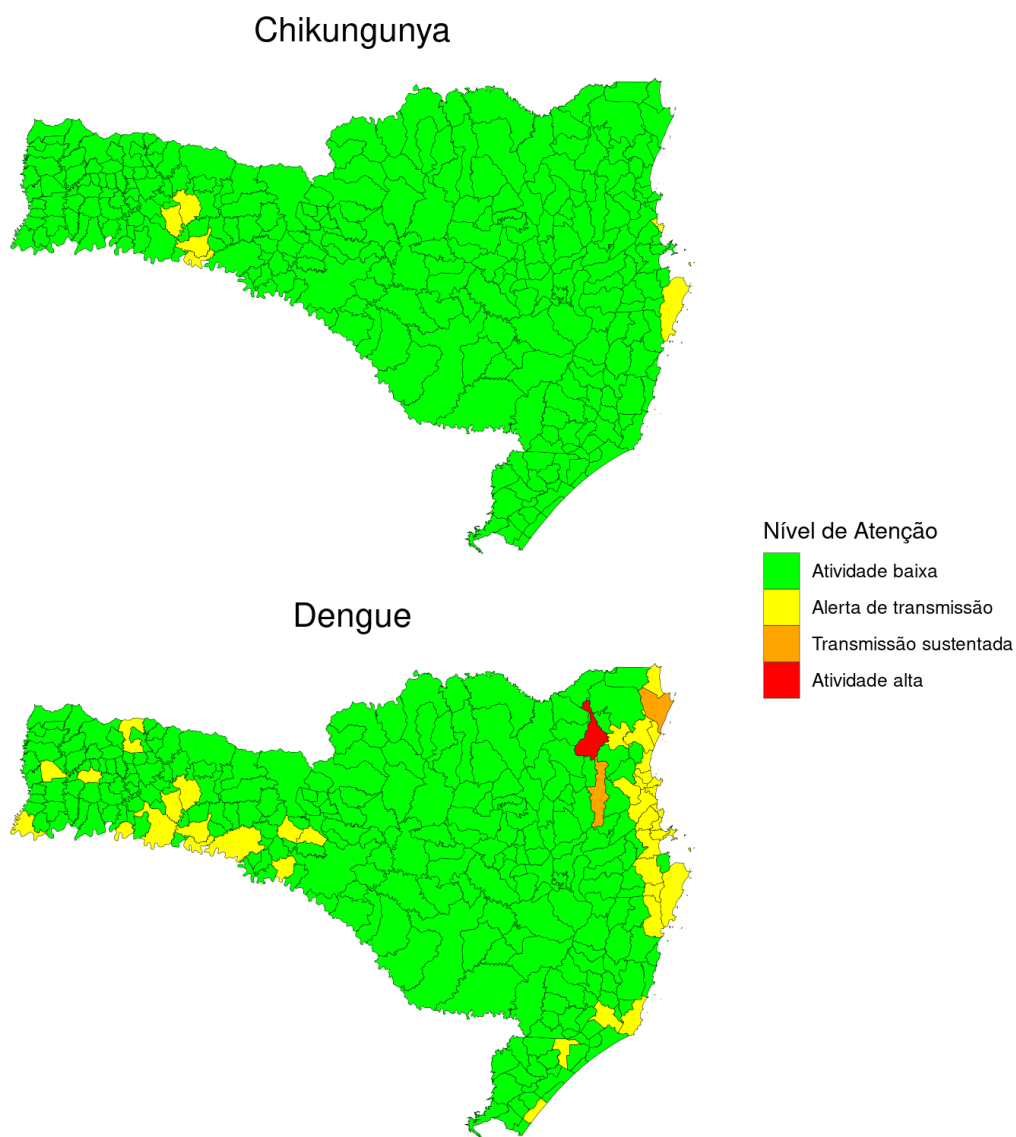 Chikungunya
Nível de Atenção
Atividade baixa
Alerta de transmissão
Transmissão sustentada
Atividade alta
Dengue